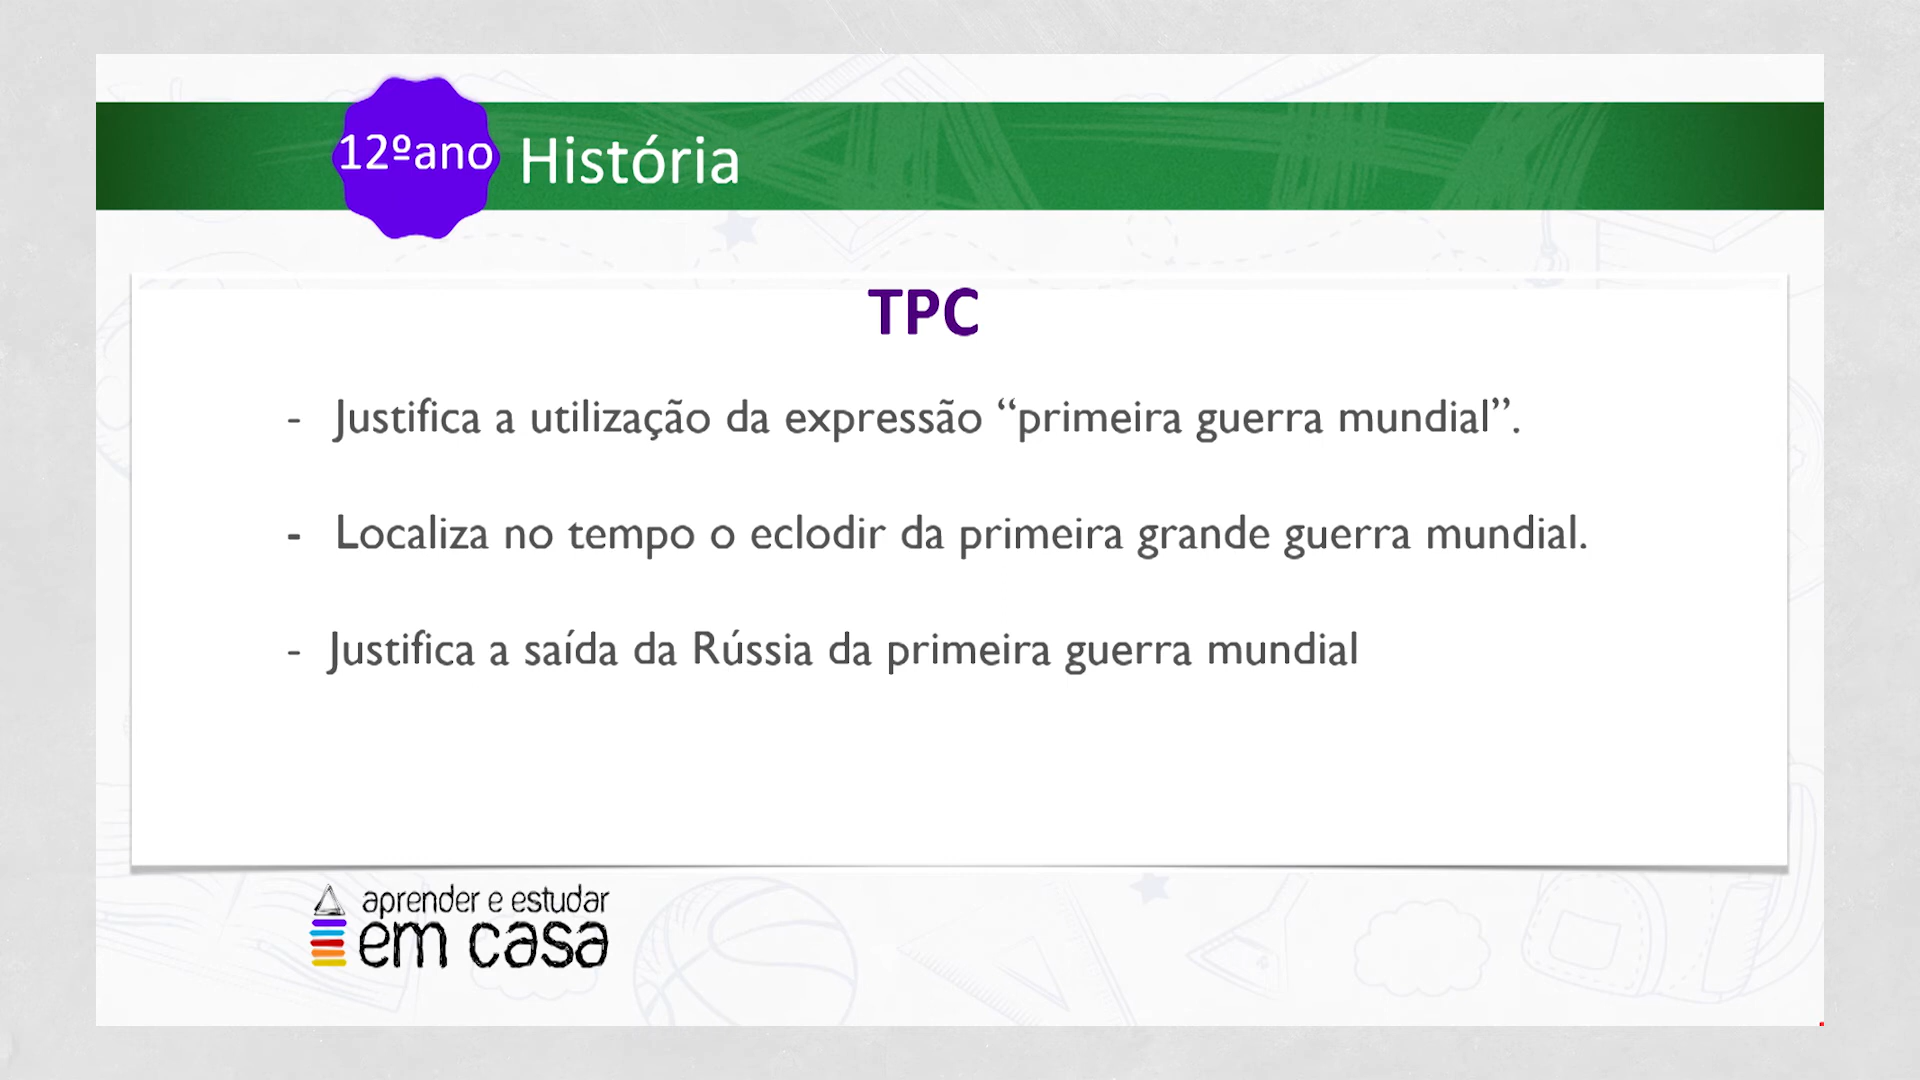 12ºano
História
TPC
- Justifica a utilização da expressão “primeira guerra mundial”.
- Localiza no tempo o eclodir da primeira grande guerra mundial.
- Justifica a saída da Rússia da primeira guerra mundial
aprender e estudar
em casa